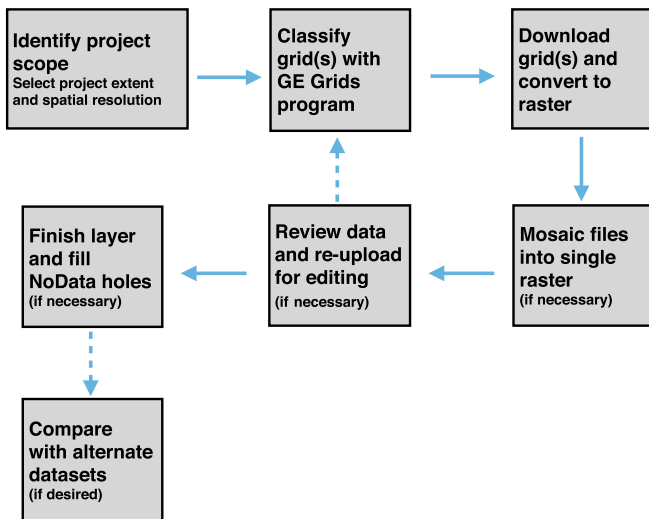 Identify project
scope
Select project extent
and spatial resolution
Classify
grid(s) with
GE Grids
program
Download
grid(s) and
convert to
raster
Mosaic files
into single
raster
(if necessary)
Review data
and re-upload
for editing
(if necessary)
Finish layer
and fill
NoData holes
(if necessary)
Compare
with alternate
datasets
(if desired)